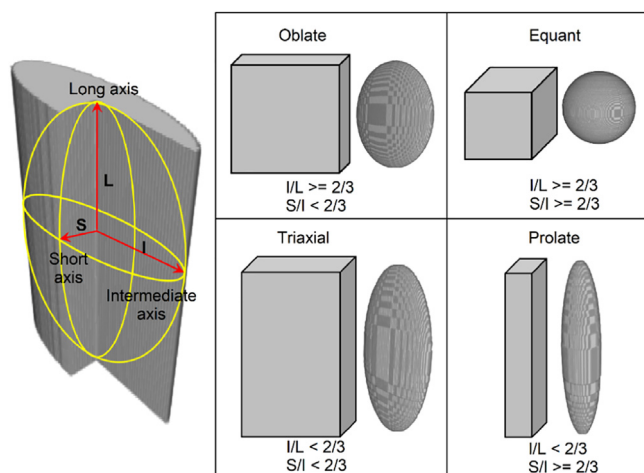 Long axis
L
S
I
Short
axis
Intermediate
axis
Oblate
I/L >= 2/3
S/I < 2/3
Equant
I/L >= 2/3
S/I >= 2/3
Triaxial
I/L < 2/3
S/I < 2/3
Prolate
I/L < 2/3
S/I >= 2/3